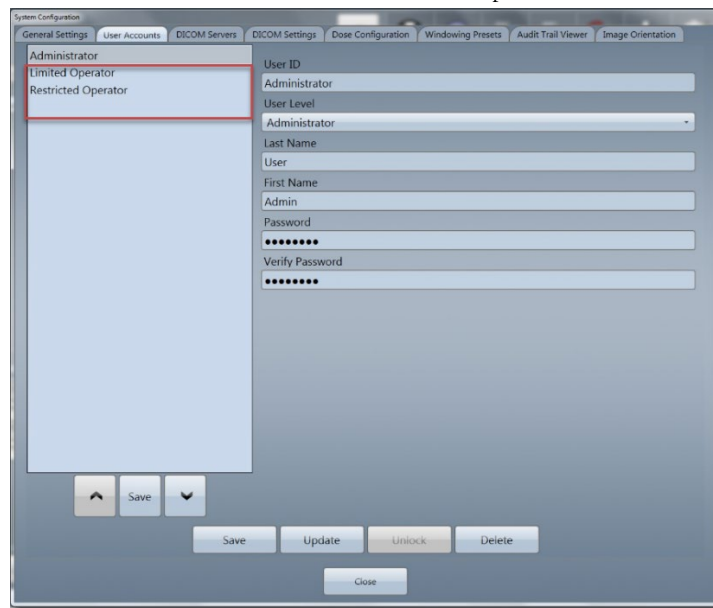 System Configuration
General Settings User Accounts DICOM Servers DICOM Settings Dose Configuration Windowing Presets Audit Trail Viewer Image Orientation
Administrator
Limited Operator
Restricted Operator
User ID
Administrator
User Level
Administrator
Last Name
User
First Name
Admin
Password
●●●●●●●●
Verify Password
●●●●●●●●
Save
Save Update Unlock Delete
Close